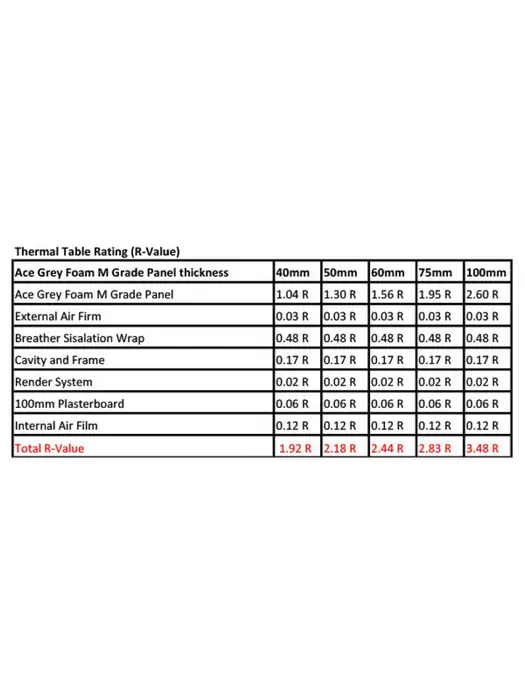 Thermal Table Rating (R-Value)
Ace Grey Foam M Grade Panel thickness 40mm 50mm 60mm 75mm 100mm
Ace Grey Foam M Grade Panel 1.04 R 1.30 R 1.56 R 1.95 R 2.60 R
External Air Firm 0.03 R 0.03 R 0.03 R 0.03 R 0.03 R
Breather Sisalation Wrap 0.48 R 0.48 R 0.48 R 0.48 R 0.48 R
Cavity and Frame 0.17 R 0.17 R 0.17 R 0.17 R 0.17 R
Render System 0.02 R 0.02 R 0.02 R 0.02 R 0.02 R
100mm Plasterboard 0.06 R 0.06 R 0.06 R 0.06 R 0.06 R
Internal Air Film 0.12 R 0.12 R 0.12 R 0.12 R 0.12 R
Total R-Value 1.92 R 2.18 R 2.44 R 2.83 R 3.48 R